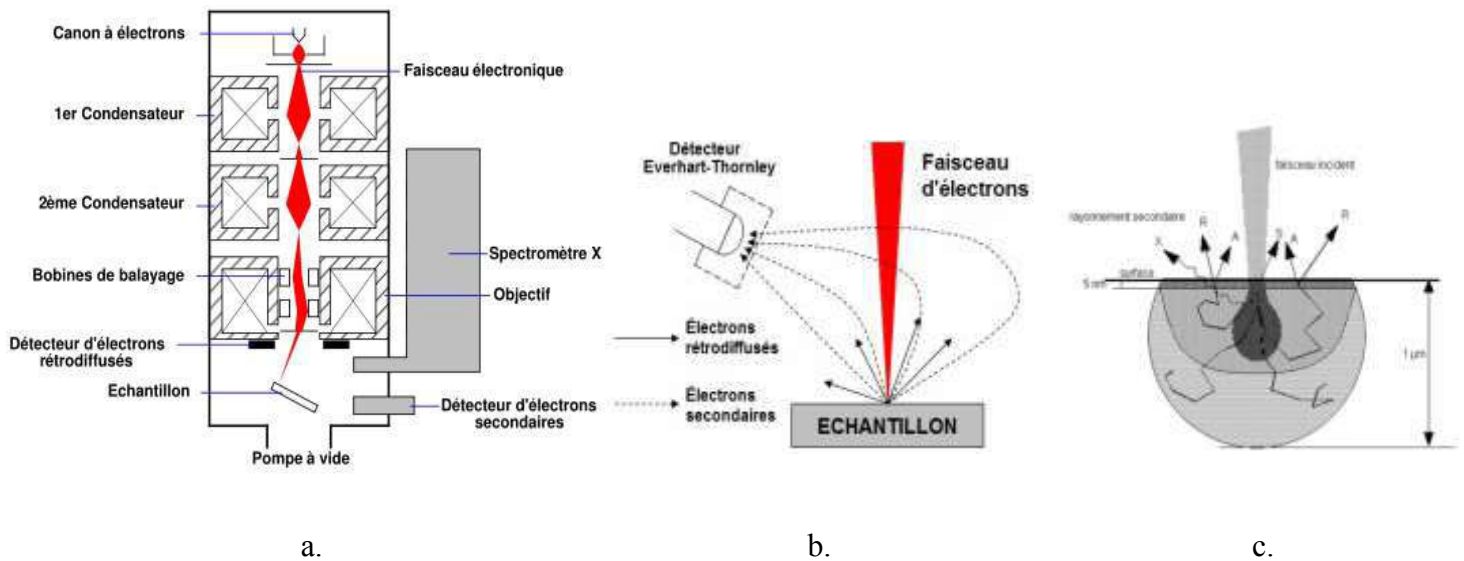 Canon à électrons
Faisceau électronique
1er Condensateur
2ème Condensateur
Bobines de balayage
Spectromètre X
Objectif
Détecteur d'électrons
rétrodiffusés
Echantillon
Détecteur d'électrons
secondaires
Pompe à vide
a.
Détecteur
Everhart-Thornley
Faisceau
d'électrons
Électrons
rétrodiffusés
Électrons
secondaires
ECHANTILLON
b.
faisceau incident
rayonnement secondaire
X
R
A
S
A
R
surface
5 nm
1 µm
c.